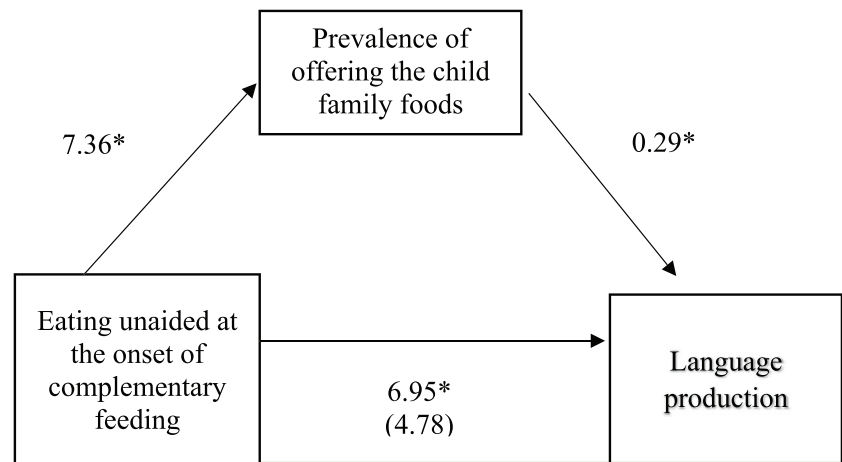 Prevalence of
offering the child
family foods
7.36*
0.29*
Eating unaided at
the onset of
complementary
feeding
6.95*
(4.78)
Language
production